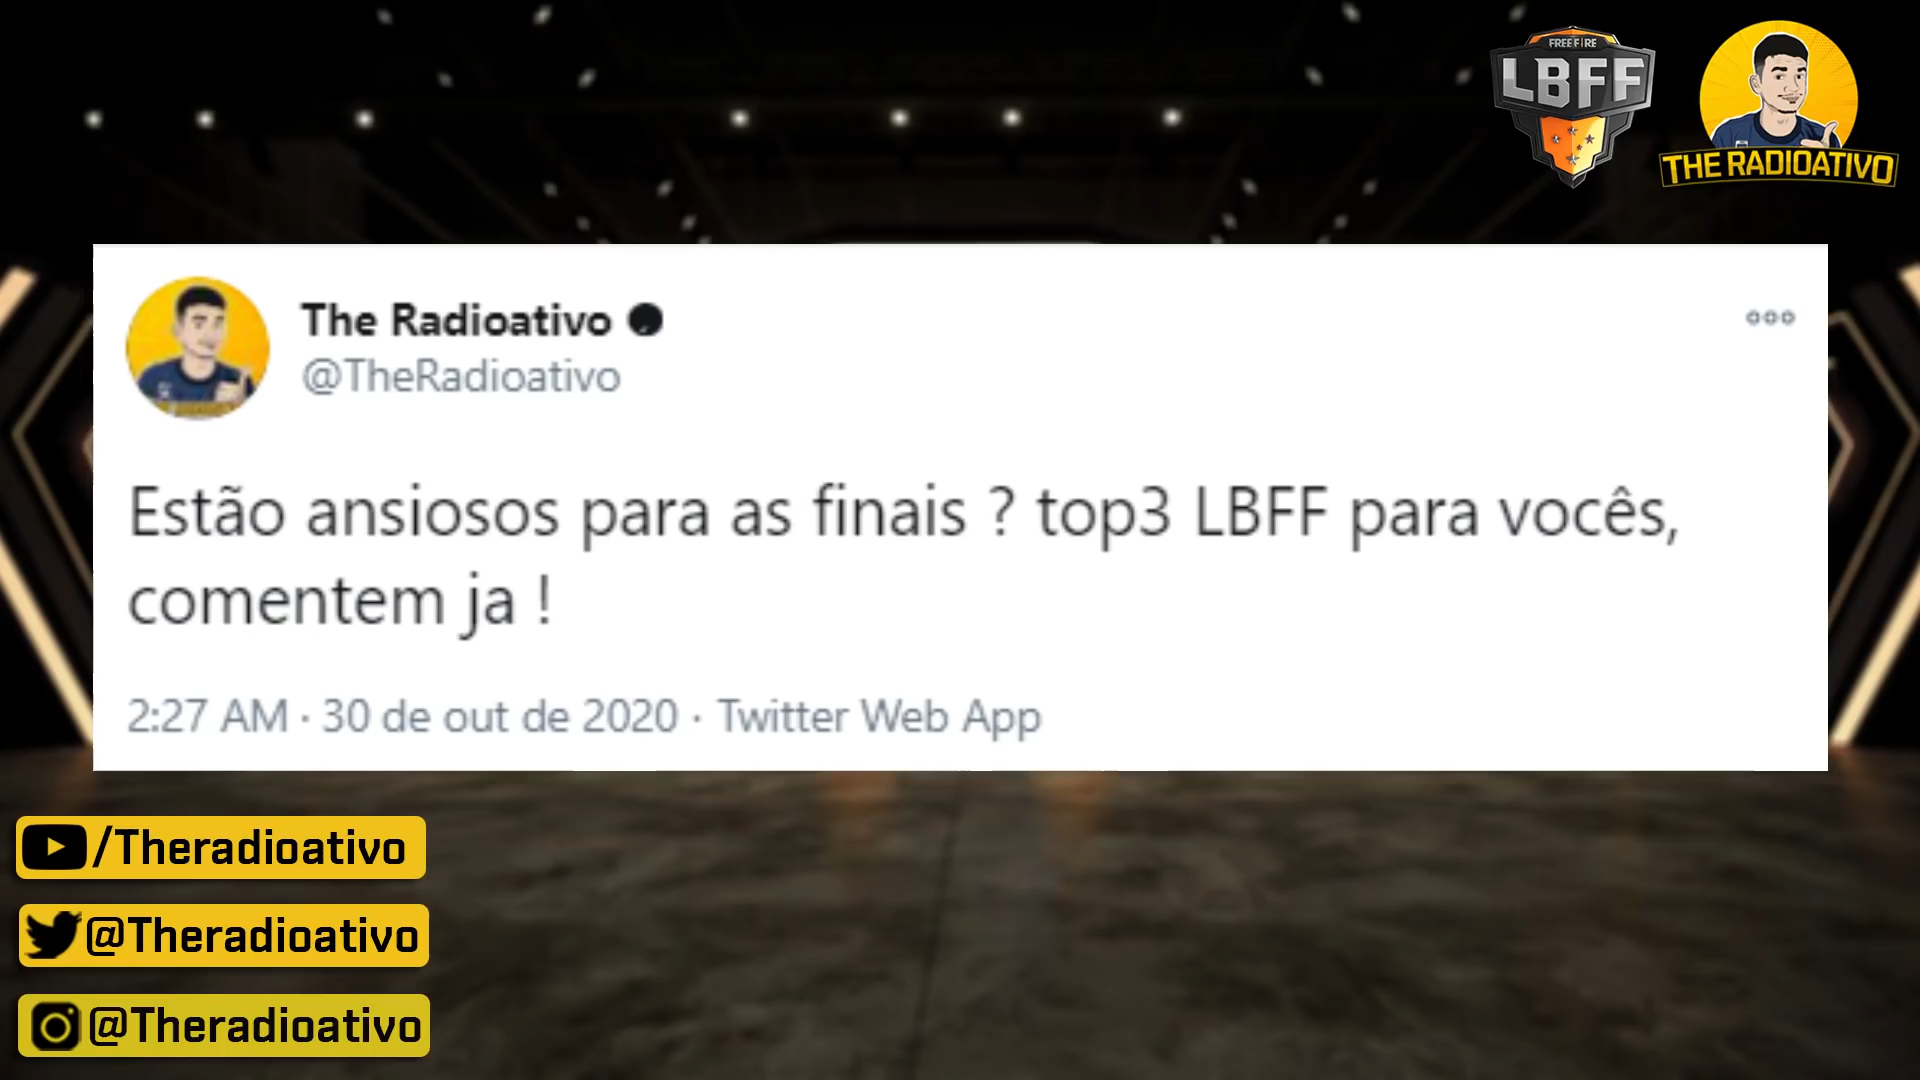 FREE FIRE
LBFF
THE RADIOATIVO
The Radioativo
@TheRadioativo
Estão ansiosos para as finais ? top3 LBFF para vocês,
comentem ja !
2:27 AM · 30 de out de 2020 · Twitter Web App
/Theradioativo
@Theradioativo
@Theradioativo